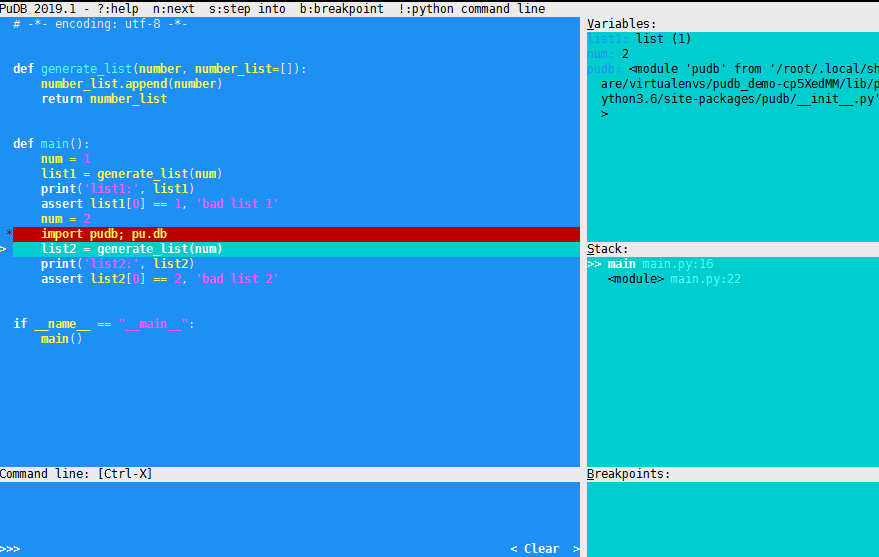 PuDB 2019.1 - ?:help  n:next  s:step into  b:breakpoint  !:python command line
# -*- encoding: utf-8 -*-
def generate_list(number, number_list=[]):
    number_list.append(number)
    return number_list
def main():
    num = 1
    list1 = generate_list(num)
    print('list1:', list1)
    assert list1[0] == 1, 'bad list 1'
    num = 2
*    import pudb; pu.db
>    list2 = generate_list(num)
    print('list2:', list2)
    assert list2[0] == 2, 'bad list 2'
if __name__ == "__main__":
    main()
Command line: [Ctrl-X]
>>>
< Clear  >
Variables:
list1: list (1)
num: 2
pudb: <module 'pudb' from '/root/.local/sh
are/virtualenvs/pudb_demo-cp5XedMM/lib/p
ython3.6/site-packages/pudb/__init__.py'
>
Stack:
>> main main.py:16
<module> main.py:22
Breakpoints: